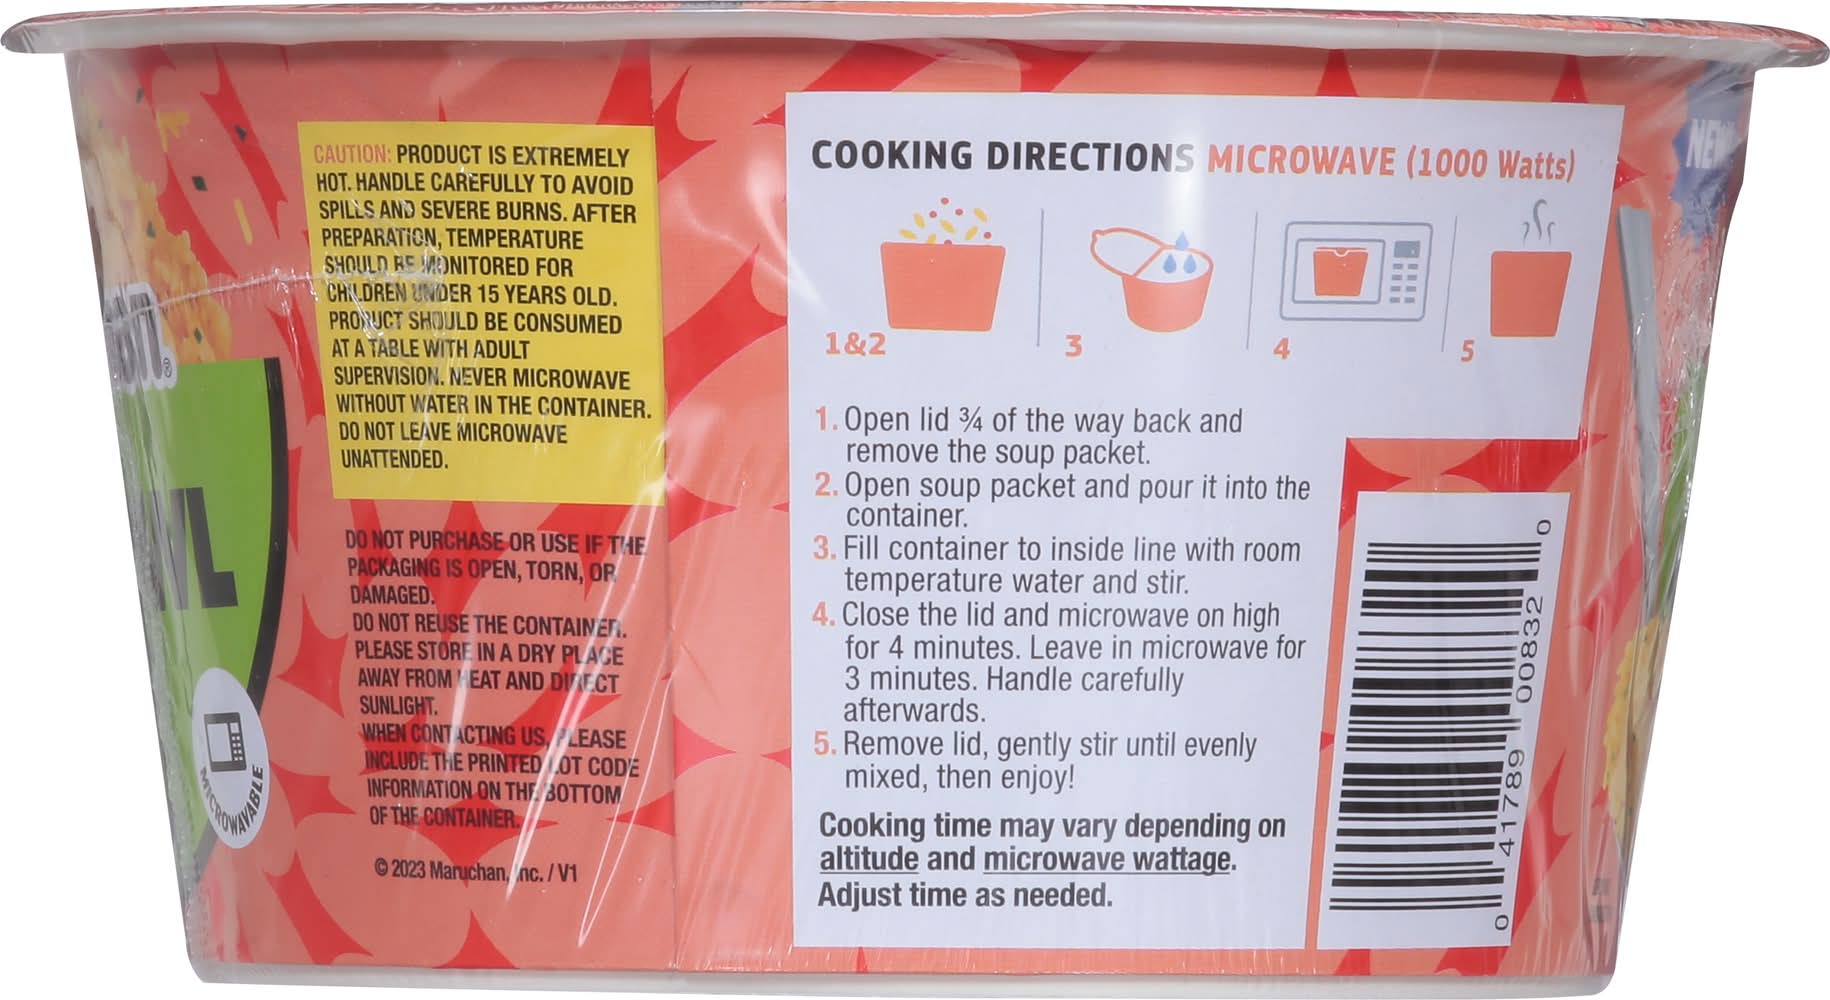 CAUTION: PRODUCT IS EXTREMELY
HOT. HANDLE CAREFULLY TO AVOID
SPILLS AND SEVERE BURNS. AFTER
PREPARATION, TEMPERATURE
SHOULD BE MONITORED FOR
CHILDREN UNDER 15 YEARS OLD.
PRODUCT SHOULD BE CONSUMED
AT A TABLE WITH ADULT
SUPERVISION. NEVER MICROWAVE
WITHOUT WATER IN THE CONTAINER.
DO NOT LEAVE MICROWAVE
UNATTENDED.
DO NOT PURCHASE OR USE IF THE
PACKAGING IS OPEN, TORN, OR
DAMAGED.
DO NOT REUSE THE CONTAINER.
PLEASE STORE IN A DRY PLACE
AWAY FROM HEAT AND DIRECT
SUNLIGHT.
WHEN CONTACTING US, PLEASE
INCLUDE THE PRINTED LOT CODE
INFORMATION ON THE BOTTOM
OF THE CONTAINER.
© 2023 Maruchan, Inc. / V1
MICROWAVABLE
COOKING DIRECTIONS MICROWAVE (1000 Watts)
1&2 3 4 5
1. Open lid ¾ of the way back and
remove the soup packet.
2. Open soup packet and pour it into the
container.
3. Fill container to inside line with room
temperature water and stir.
4. Close the lid and microwave on high
for 4 minutes. Leave in microwave for
3 minutes. Handle carefully
afterwards.
5. Remove lid, gently stir until evenly
mixed, then enjoy!
Cooking time may vary depending on
altitude and microwave wattage.
Adjust time as needed.
0 41789 00832 0
NEW